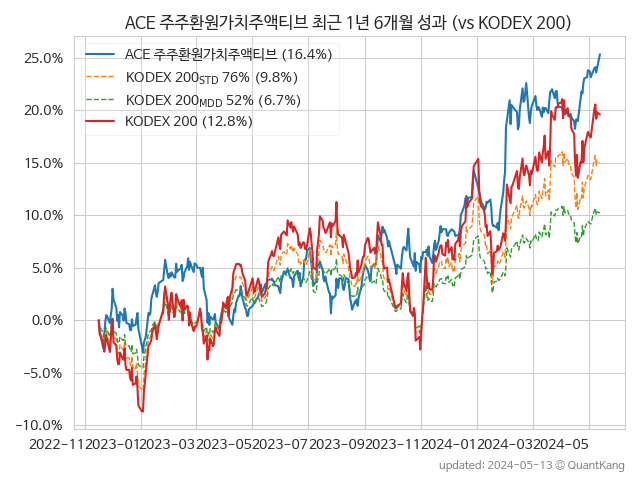 ACE 주주환원가치주액티브 최근 1년 6개월 성과 (vs KODEX 200)
ACE 주주환원가치주액티브 (16.4%)
KODEX 200STD 76% (9.8%)
KODEX 200MDD 52% (6.7%)
KODEX 200 (12.8%)
25.0%
20.0%
15.0%
10.0%
5.0%
0.0%
−5.0%
−10.0%
2022-11 2023-01 2023-03 2023-05 2023-07 2023-09 2023-11 2024-01 2024-03 2024-05
updated: 2024-05-13 © QuantKang